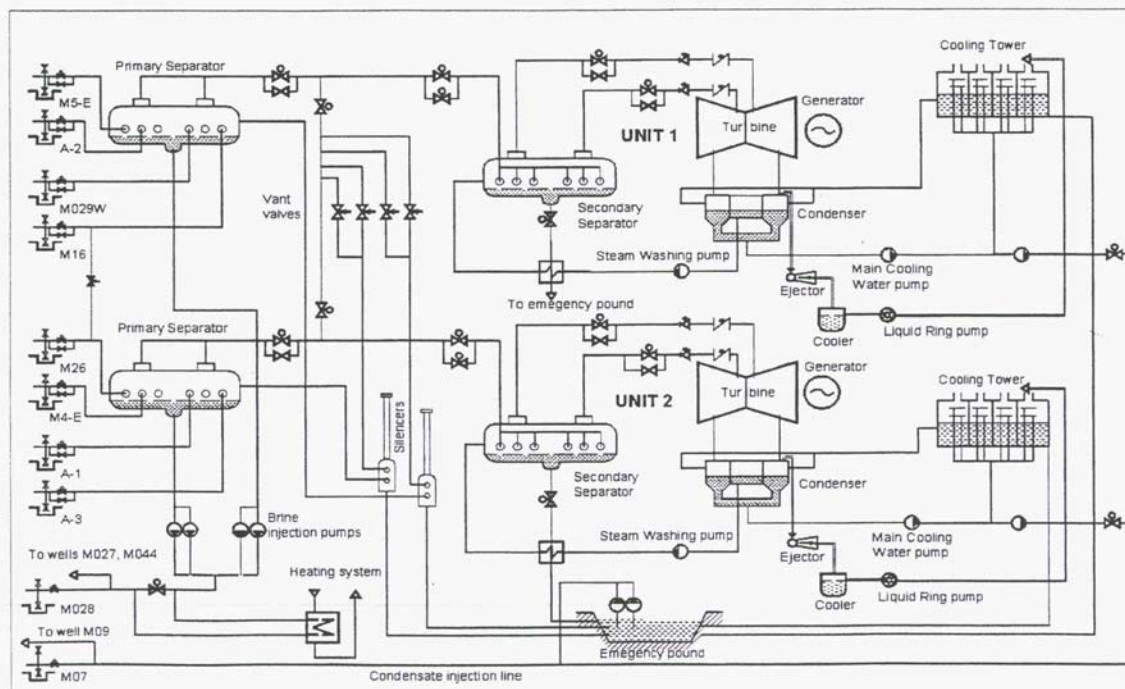 Primary Separator
M5-E
A-2
M029W
M16
Vant
valves
UNIT 1
Tur bine
Generator
Cooling Tower
Secondary
Separator
Condenser
Steam Washing pump
Main Cooling
Water pump
Ejector
Cooler
Liquid Ring pump
To emegency pound
Primary Separator
M26
M4-E
A-1
A-3
Silencers
UNIT 2
Tur bine
Generator
Cooling Tower
Secondary
Separator
Condenser
Steam Washing pump
Main Cooling
Water pump
Ejector
Cooler
Liquid Ring pump
Brine
injection pumps
To wells M027, M044
Heating system
M028
To well M09
M07
Emegency pound
Condensate injection line